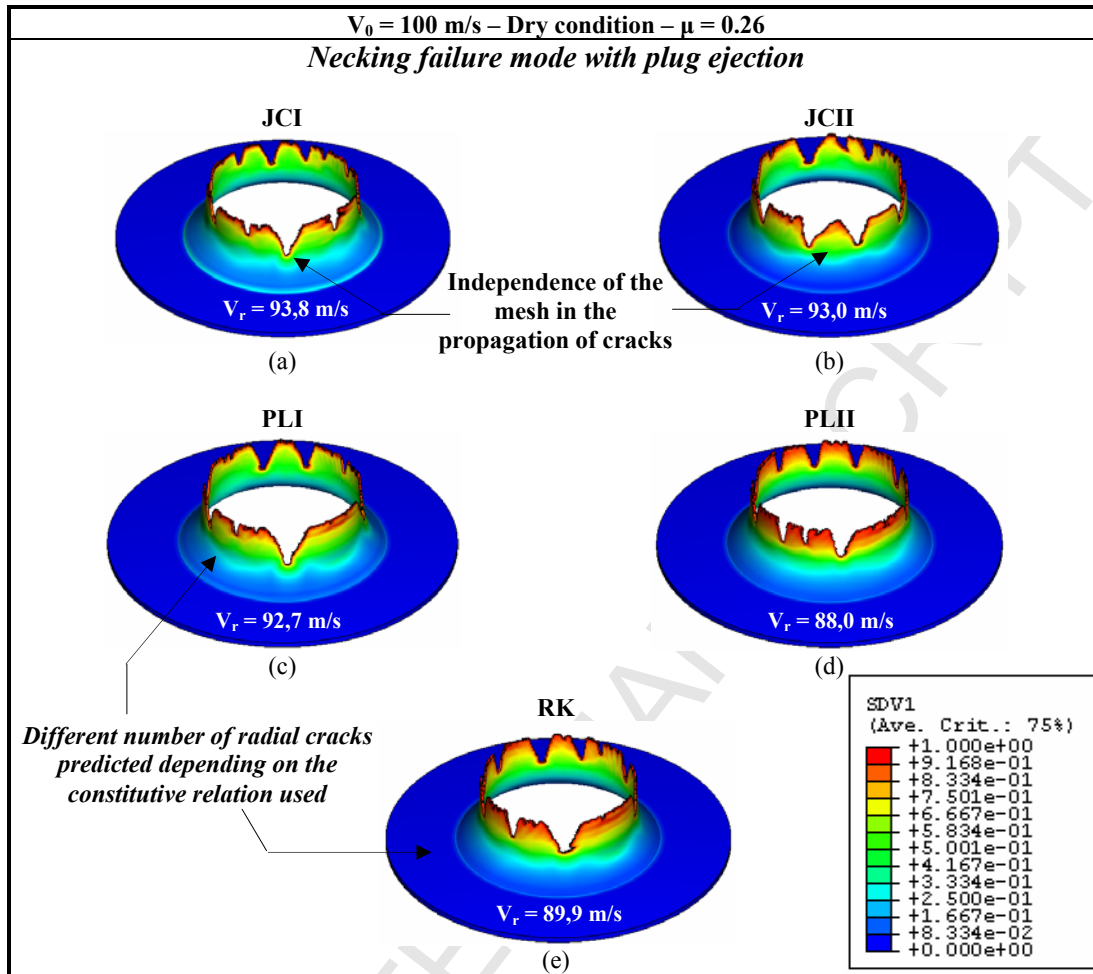 V₀ = 100 m/s – Dry condition – μ = 0.26
Necking failure mode with plug ejection
JCI
JCII
V_r = 93,8 m/s
Independence of the
mesh in the
propagation of cracks
V_r = 93,0 m/s
(a)
(b)
PLI
PLII
V_r = 92,7 m/s
V_r = 88,0 m/s
(c)
(d)
Different number of radial cracks
predicted depending on the
constitutive relation used
RK
V_r = 89,9 m/s
(e)
SDV1
(Ave. Crit.: 75%)
+1.000e+00
+9.168e-01
+8.334e-01
+7.501e-01
+6.667e-01
+5.834e-01
+5.001e-01
+4.167e-01
+3.334e-01
+2.500e-01
+1.667e-01
+8.334e-02
+0.000e+00